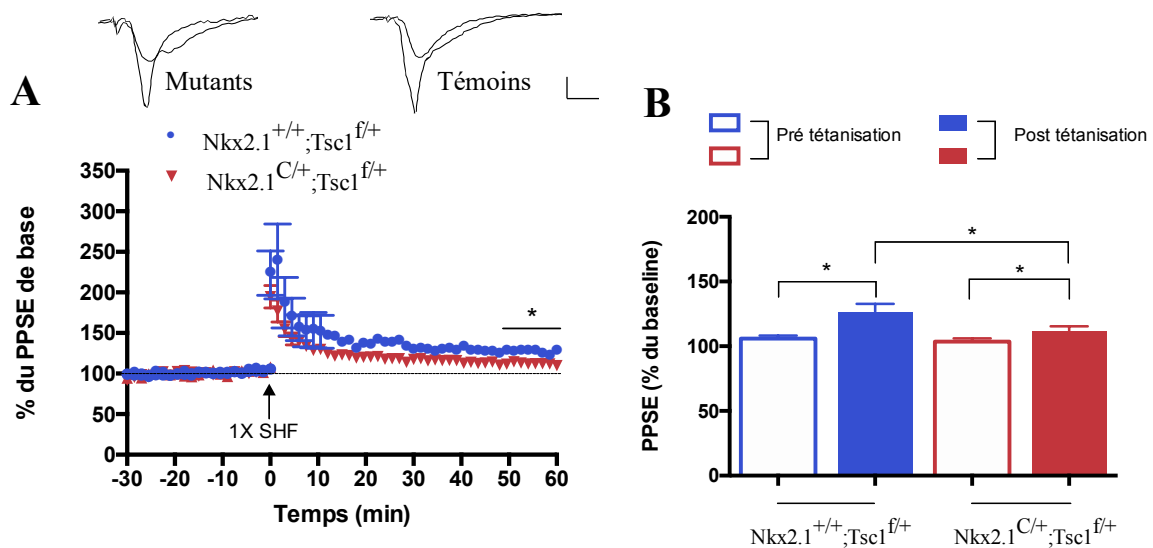 Mutants
Témoins
A
Nkx2.1+/+;Tsc1f/+
Nkx2.1C/+;Tsc1f/+
% du PPSE de base
350
300
250
200
150
100
50
0
*
1X SHF
-30 -20 -10 0 10 20 30 40 50 60
Temps (min)
B
Pré tétanisation
Post tétanisation
PPSE (% du baseline)
200
150
100
50
0
*
*
*
Nkx2.1+/+;Tsc1f/+
Nkx2.1C/+;Tsc1f/+